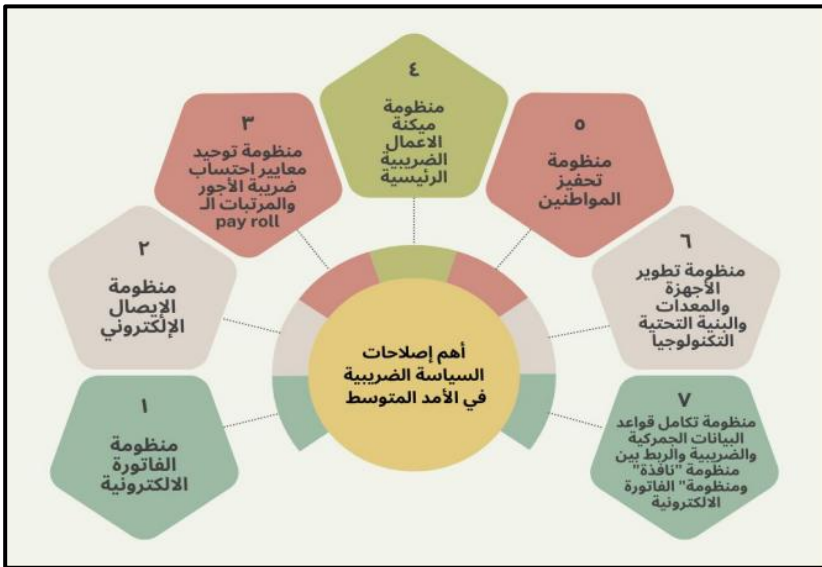 أهم إصلاحات
السياسة الضريبية
في الأمد المتوسط
١
منظومة
الفاتورة
الالكترونية
٢
منظومة
الإيصال
الإلكتروني
٣
منظومة توحيد
معايير احتساب
ضريبة الأجور
والمرتبات الـ
pay roll
٤
منظومة
ميكنة
الاعمال
الضريبية
الرئيسية
٥
منظومة
تحفيز
المواطنين
٦
منظومة تطوير
الأجهزة
والمعدات
والبنية التحتية
التكنولوجيا
٧
منظومة تكامل قواعد
البيانات الجمركية
والضريبية والربط بين
منظومة "نافذة"
ومنظومة" الفاتورة
الالكترونية